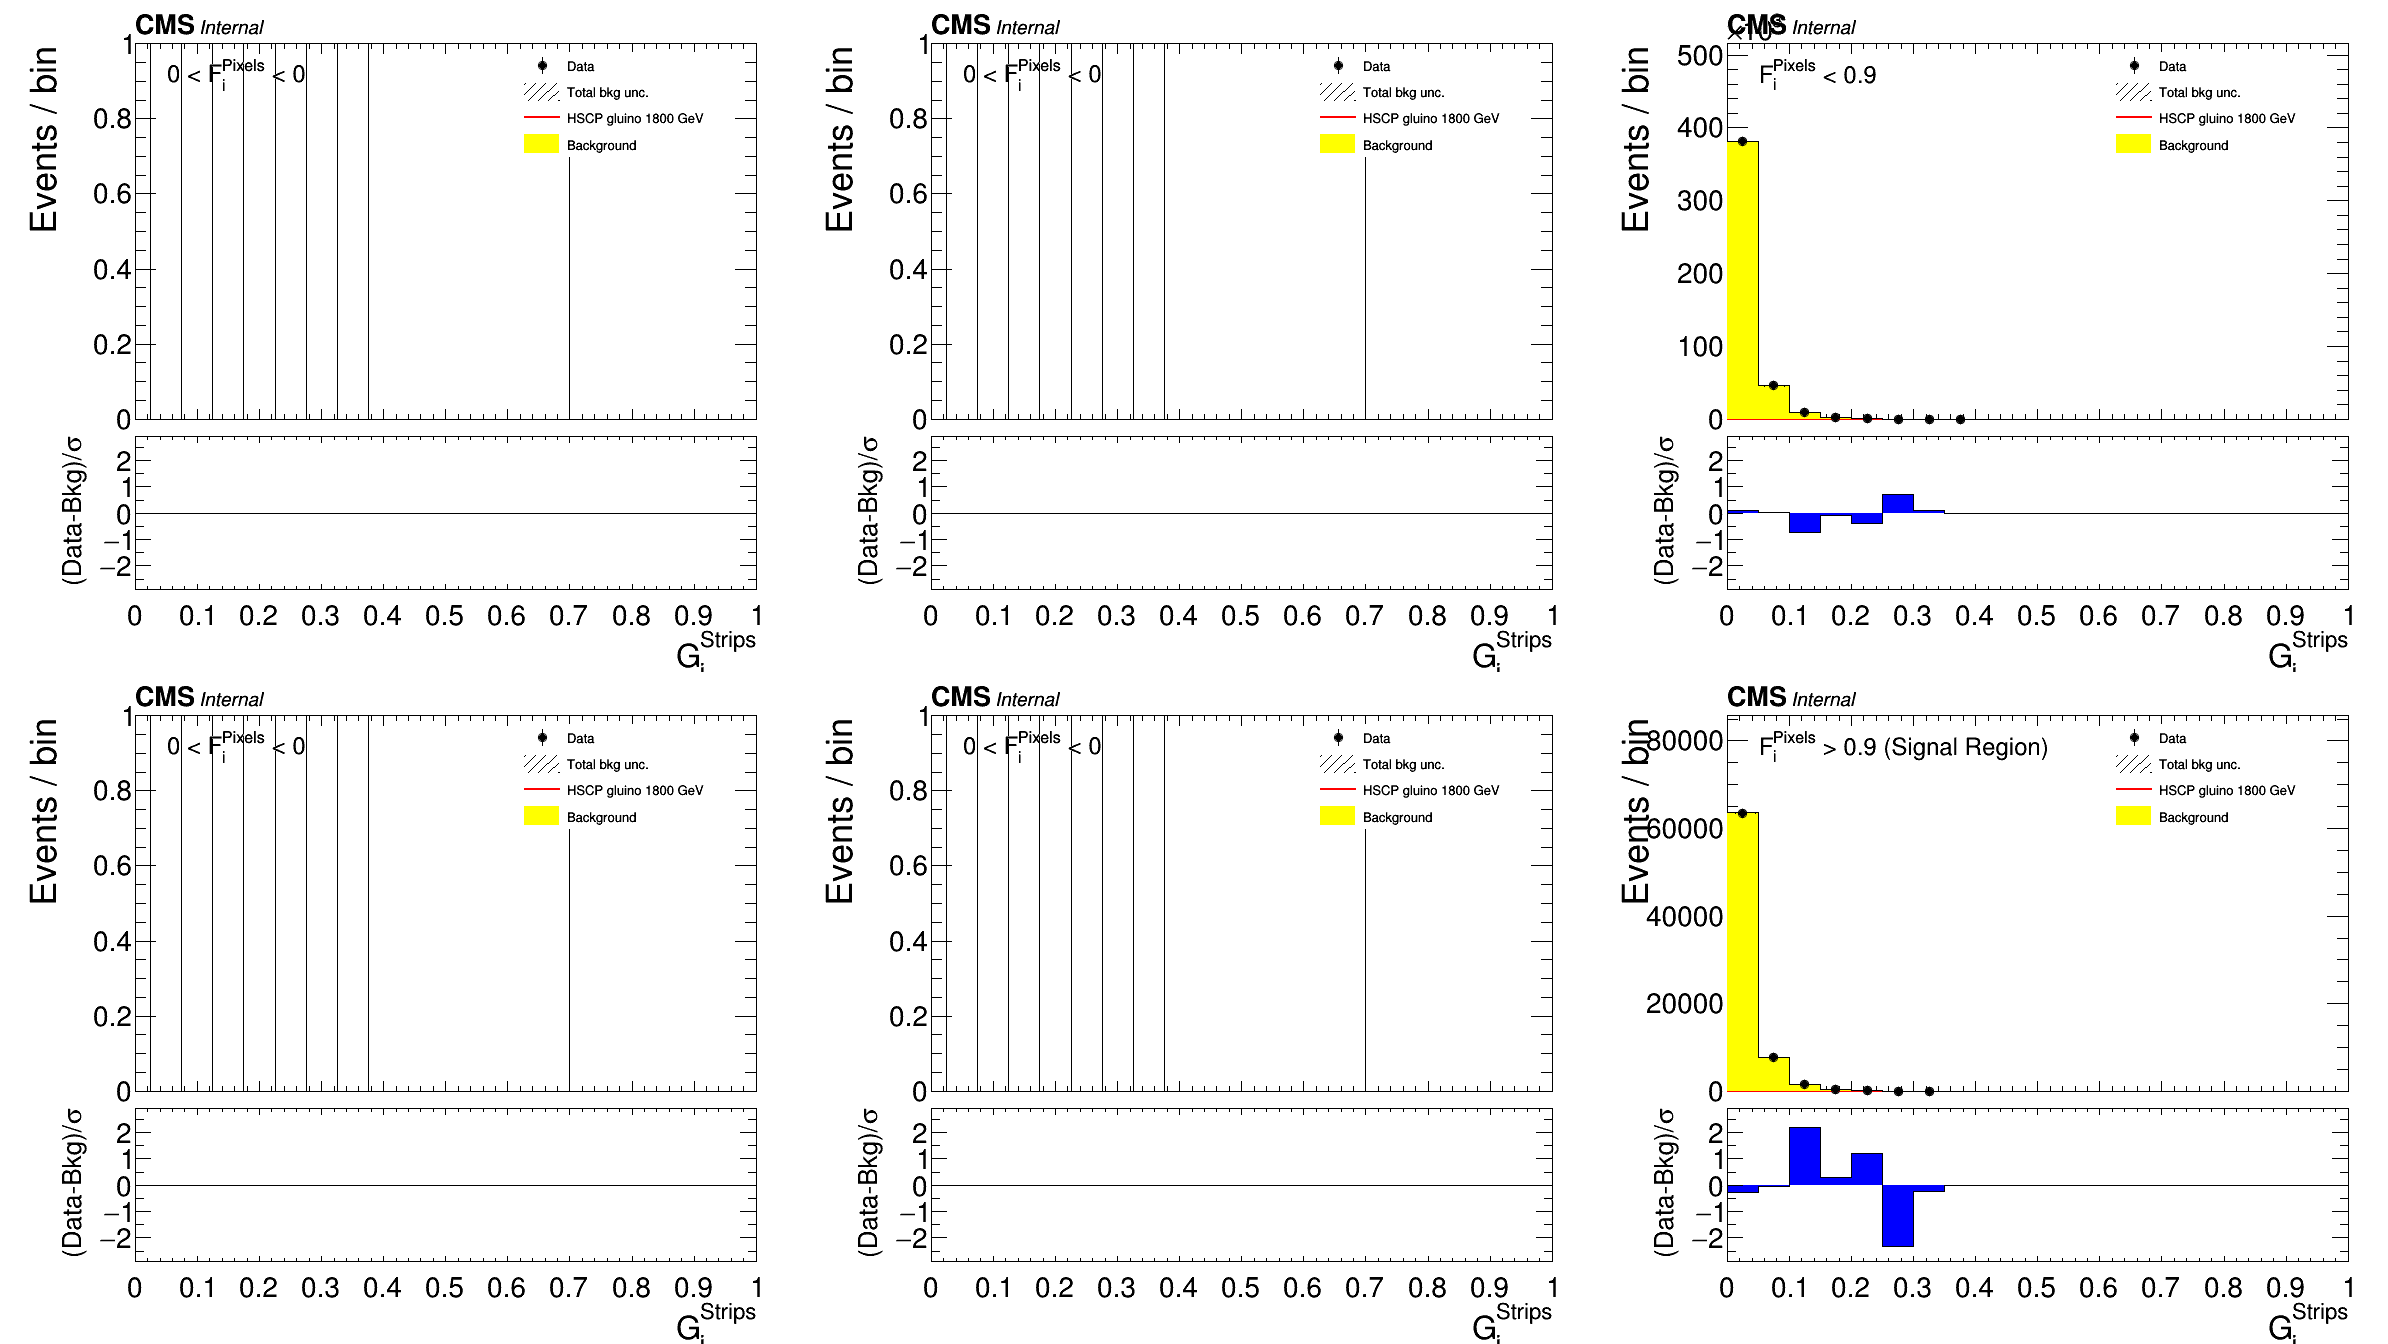 CMS Internal
Events / bin
1
0.8
0.6
0.4
0.2
0
0 < F_i^Pixels < 0
Data
Total bkg unc.
HSCP gluino 1800 GeV
Background
(Data-Bkg)/σ
2
1
0
−1
−2
0 0.1 0.2 0.3 0.4 0.5 0.6 0.7 0.8 0.9 1
G_i^Strips
CMS Internal
Events / bin
1
0.8
0.6
0.4
0.2
0
0 < F_i^Pixels < 0
Data
Total bkg unc.
HSCP gluino 1800 GeV
Background
(Data-Bkg)/σ
2
1
0
−1
−2
0 0.1 0.2 0.3 0.4 0.5 0.6 0.7 0.8 0.9 1
G_i^Strips
CMS Internal
Events / bin
500
400
300
200
100
0
F_i^Pixels < 0.9
Data
Total bkg unc.
HSCP gluino 1800 GeV
Background
(Data-Bkg)/σ
2
1
0
−1
−2
0 0.1 0.2 0.3 0.4 0.5 0.6 0.7 0.8 0.9 1
G_i^Strips
CMS Internal
Events / bin
1
0.8
0.6
0.4
0.2
0
0 < F_i^Pixels < 0
Data
Total bkg unc.
HSCP gluino 1800 GeV
Background
(Data-Bkg)/σ
2
1
0
−1
−2
0 0.1 0.2 0.3 0.4 0.5 0.6 0.7 0.8 0.9 1
G_i^Strips
CMS Internal
Events / bin
1
0.8
0.6
0.4
0.2
0
0 < F_i^Pixels < 0
Data
Total bkg unc.
HSCP gluino 1800 GeV
Background
(Data-Bkg)/σ
2
1
0
−1
−2
0 0.1 0.2 0.3 0.4 0.5 0.6 0.7 0.8 0.9 1
G_i^Strips
CMS Internal
Events / bin
80000
60000
40000
20000
0
F_i^Pixels > 0.9 (Signal Region)
Data
Total bkg unc.
HSCP gluino 1800 GeV
Background
(Data-Bkg)/σ
2
1
0
−1
−2
0 0.1 0.2 0.3 0.4 0.5 0.6 0.7 0.8 0.9 1
G_i^Strips